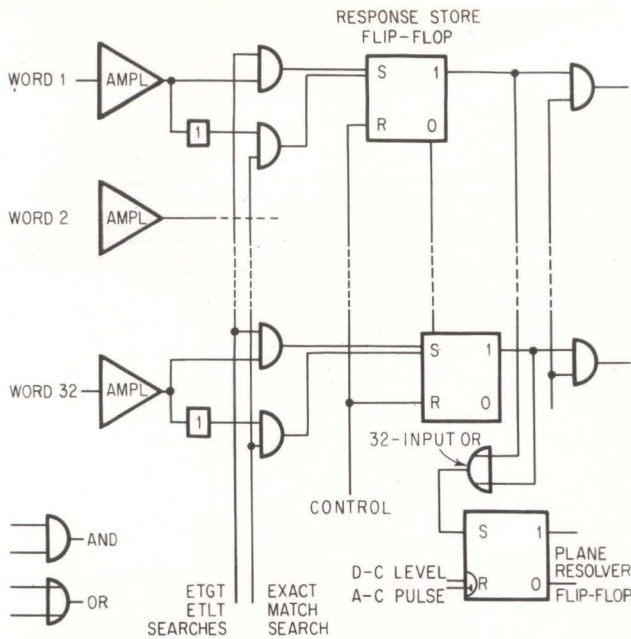 RESPONSE STORE
FLIP-FLOP
WORD 1
AMPL
S
1
R
0
1
WORD 2
AMPL
WORD 32
AMPL
S
1
R
0
1
32-INPUT OR
CONTROL
S
1
PLANE
RESOLVER
FLIP-FLOP
D-C LEVEL
A-C PULSE
R
0
AND
OR
ETGT
ETLT
SEARCHES
EXACT
MATCH
SEARCH